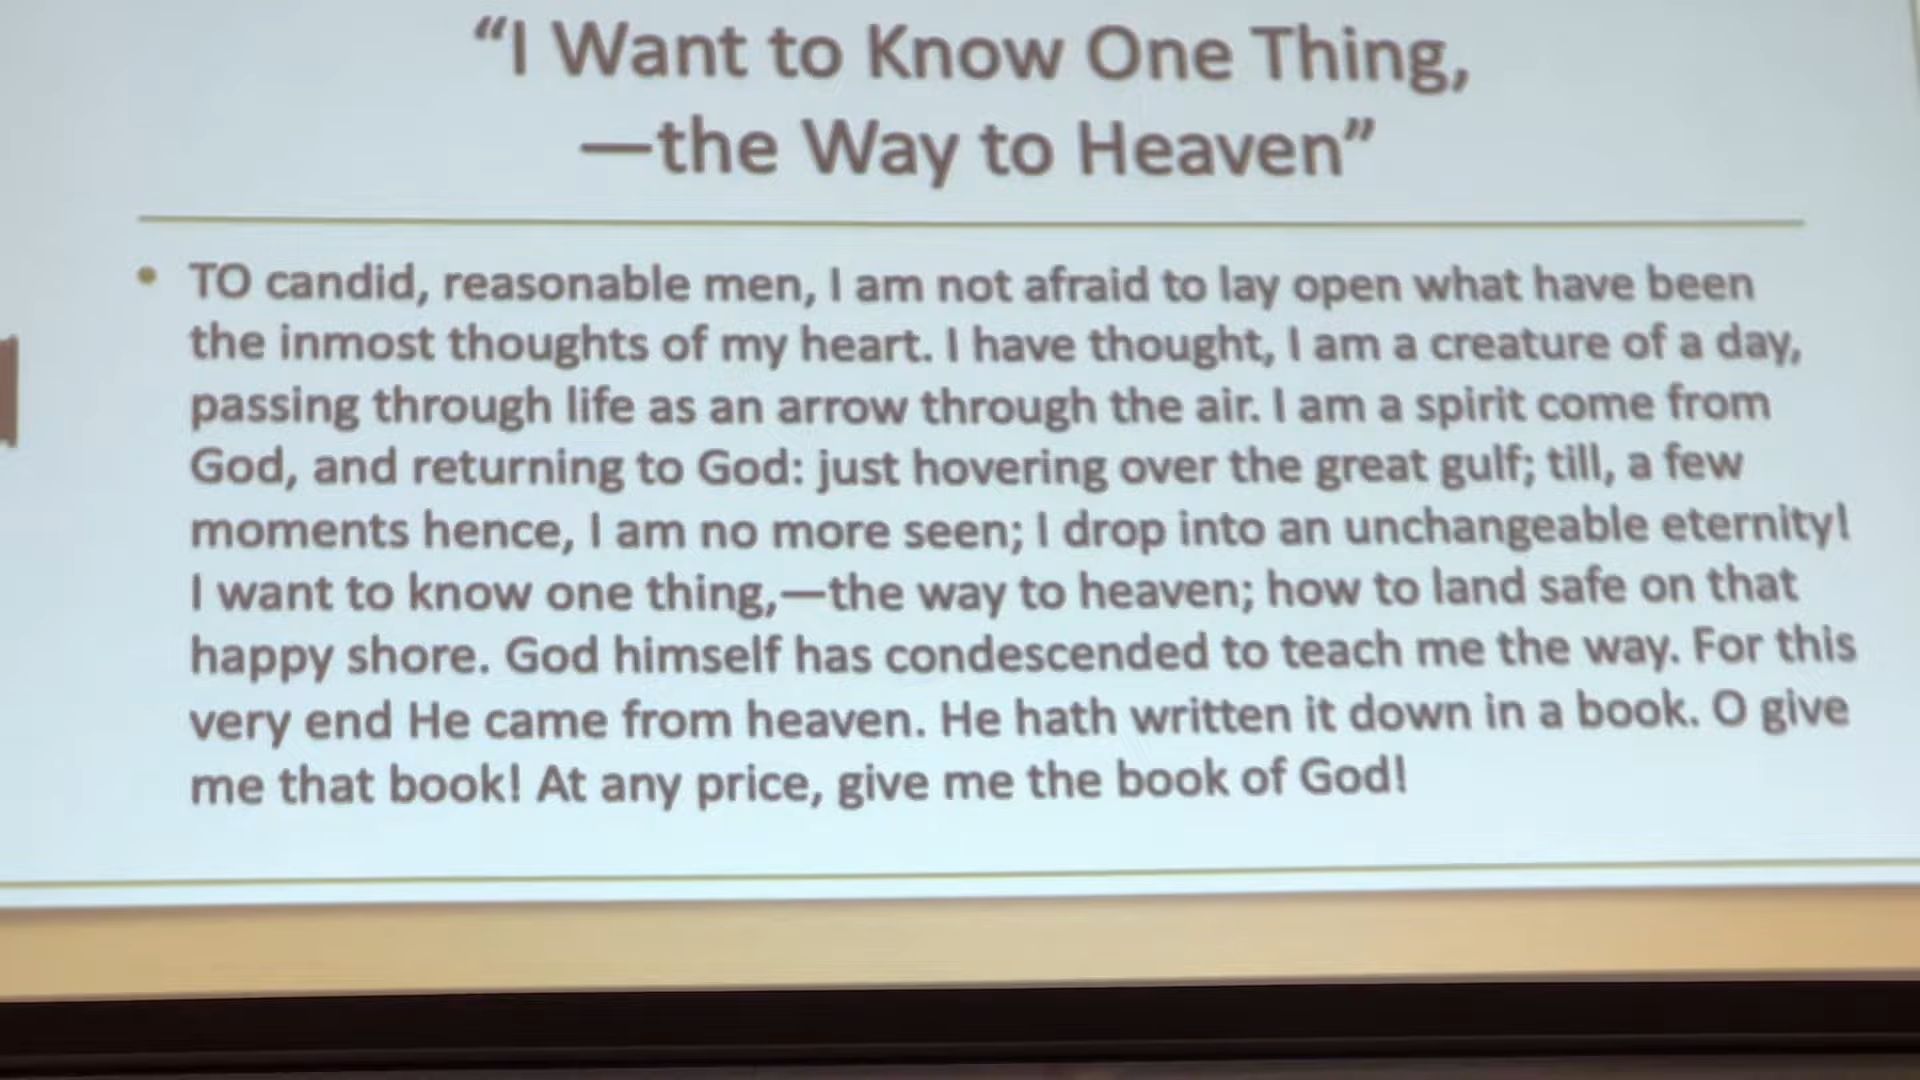 “I Want to Know One Thing,
—the Way to Heaven”
• TO candid, reasonable men, I am not afraid to lay open what have been
the inmost thoughts of my heart. I have thought, I am a creature of a day,
passing through life as an arrow through the air. I am a spirit come from
God, and returning to God: just hovering over the great gulf; till, a few
moments hence, I am no more seen; I drop into an unchangeable eternity!
I want to know one thing,—the way to heaven; how to land safe on that
happy shore. God himself has condescended to teach me the way. For this
very end He came from heaven. He hath written it down in a book. O give
me that book! At any price, give me the book of God!